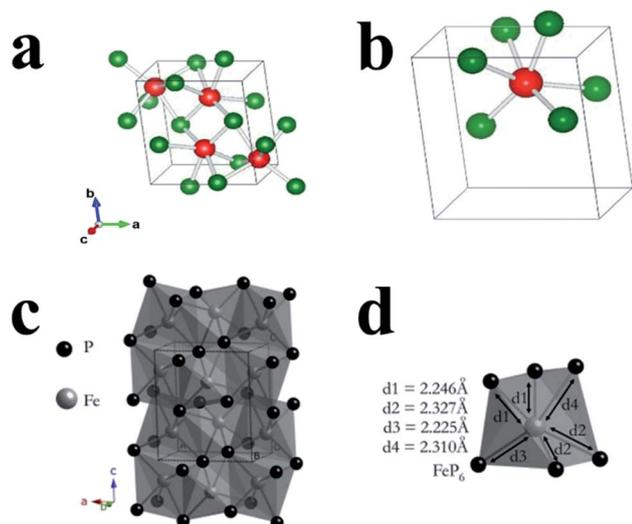 a
b
b
a
c
c
P
Fe
c
a
b
B
d
d1 = 2.246Å
d2 = 2.327Å
d3 = 2.225Å
d4 = 2.310Å
FeP6
d1
d1
d4
d2
d3
d2